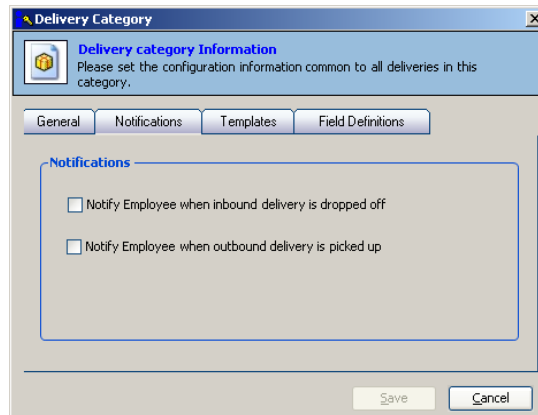 Delivery Category
Delivery category Information
Please set the configuration information common to all deliveries in this
category.
General Notifications Templates Field Definitions
Notifications
Notify Employee when inbound delivery is dropped off
Notify Employee when outbound delivery is picked up
Save Cancel